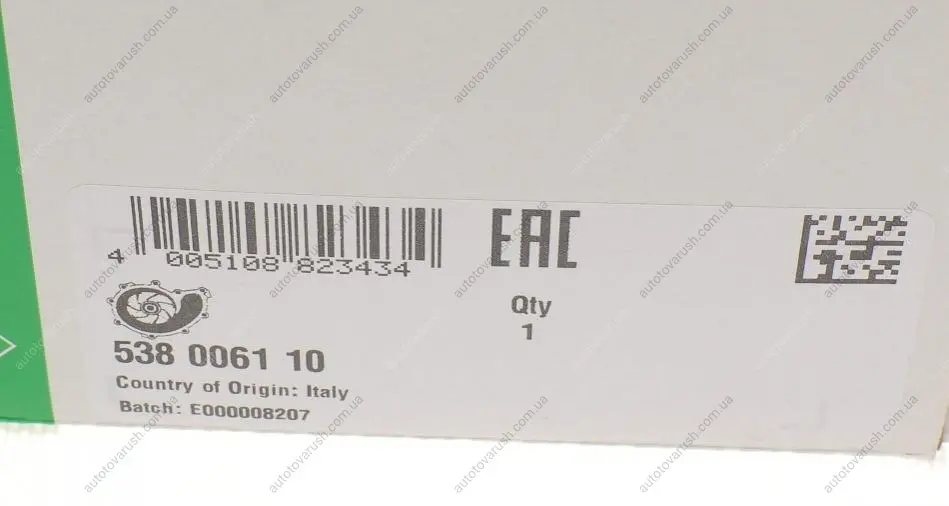 4 005108 823434
EAC
Qty
1
538 0061 10
Country of Origin: Italy
Batch: E000008207
autotovarush.com.ua